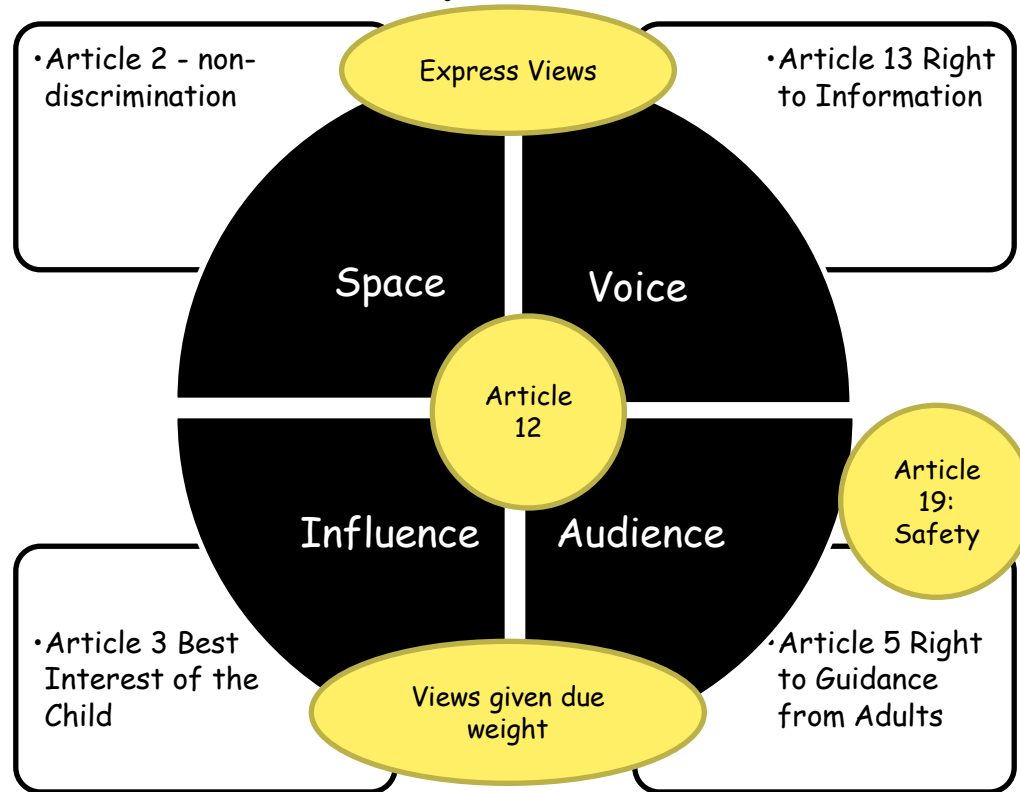 •Article 2 - non-
discrimination
Express Views
•Article 13 Right
to Information
Space
Voice
Article
12
Influence
Audience
Article
19:
Safety
•Article 3 Best
Interest of the
Child
Views given due
weight
•Article 5 Right
to Guidance
from Adults